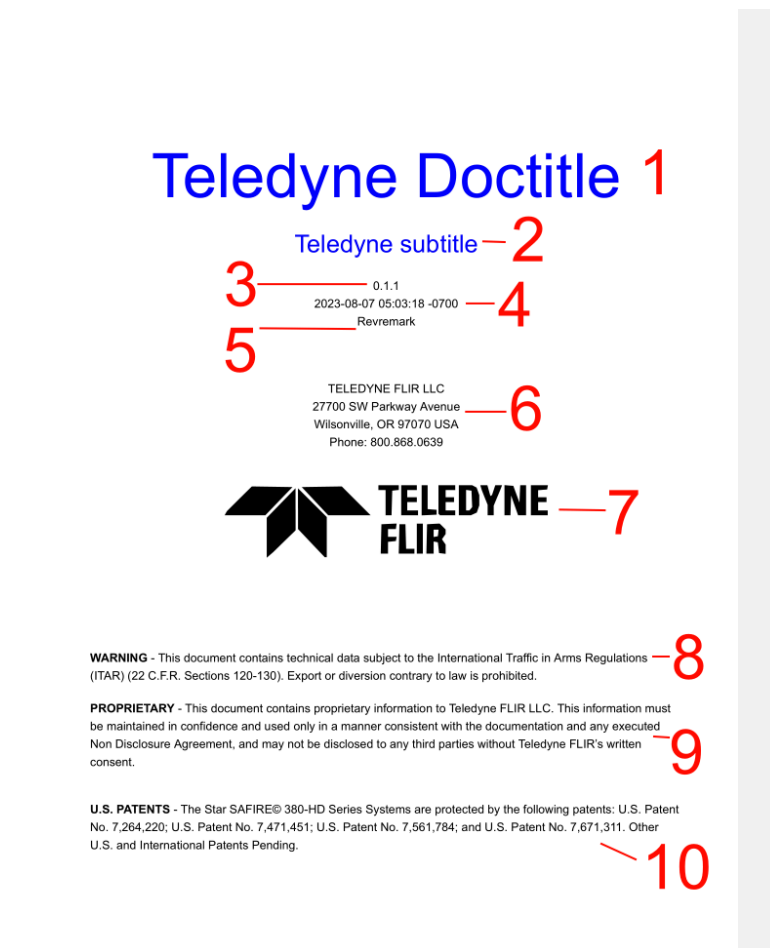 Teledyne Doctitle 1
Teledyne subtitle 2
3 0.1.1
2023-08-07 05:03:18 -0700 4
5 Revremark
TELEDYNE FLIR LLC
27700 SW Parkway Avenue 6
Wilsonville, OR 97070 USA
Phone: 800.868.0639
TELEDYNE 7
FLIR
WARNING - This document contains technical data subject to the International Traffic in Arms Regulations 8
(ITAR) (22 C.F.R. Sections 120-130). Export or diversion contrary to law is prohibited.
PROPRIETARY - This document contains proprietary information to Teledyne FLIR LLC. This information must
be maintained in confidence and used only in a manner consistent with the documentation and any executed
Non Disclosure Agreement, and may not be disclosed to any third parties without Teledyne FLIR's written 9
consent.
U.S. PATENTS - The Star SAFIRE© 380-HD Series Systems are protected by the following patents: U.S. Patent
No. 7,264,220; U.S. Patent No. 7,471,451; U.S. Patent No. 7,561,784; and U.S. Patent No. 7,671,311. Other
U.S. and International Patents Pending. 10